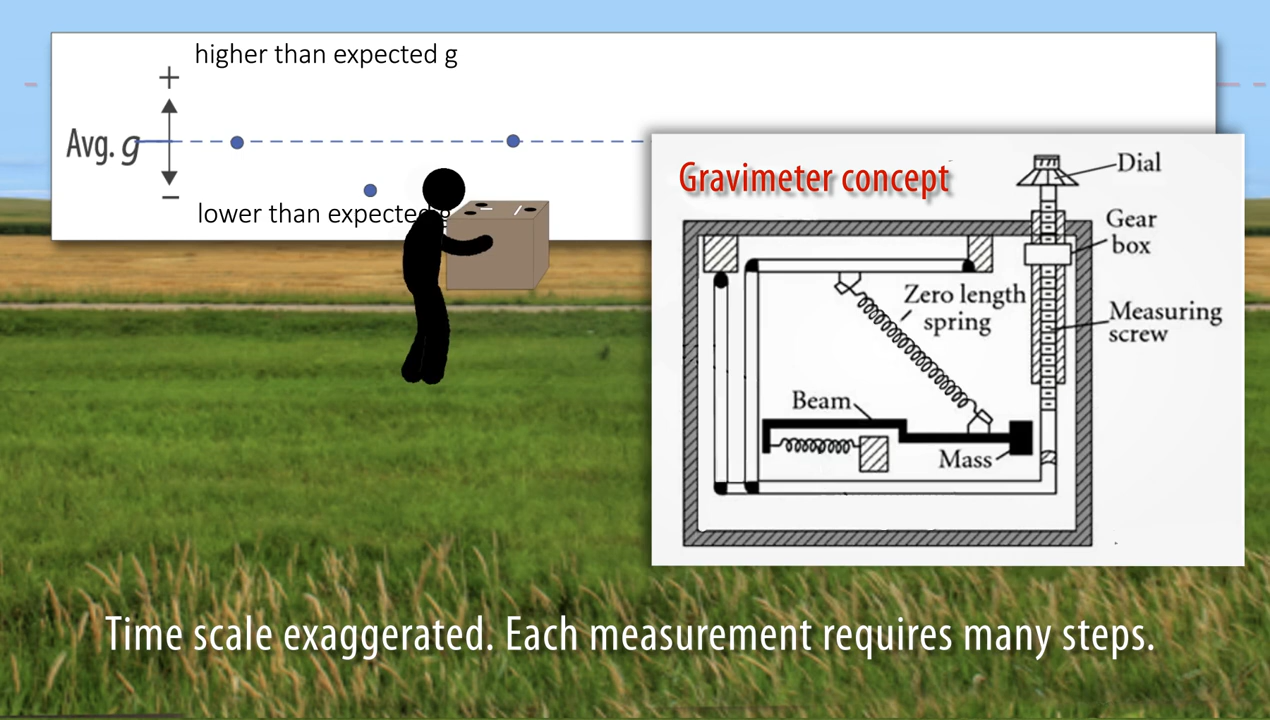 higher than expected g
+
Avg. g
−
lower than expected g
Gravimeter concept
Dial
Gear
box
Zero length
spring
Measuring
screw
Beam
Mass
Time scale exaggerated. Each measurement requires many steps.